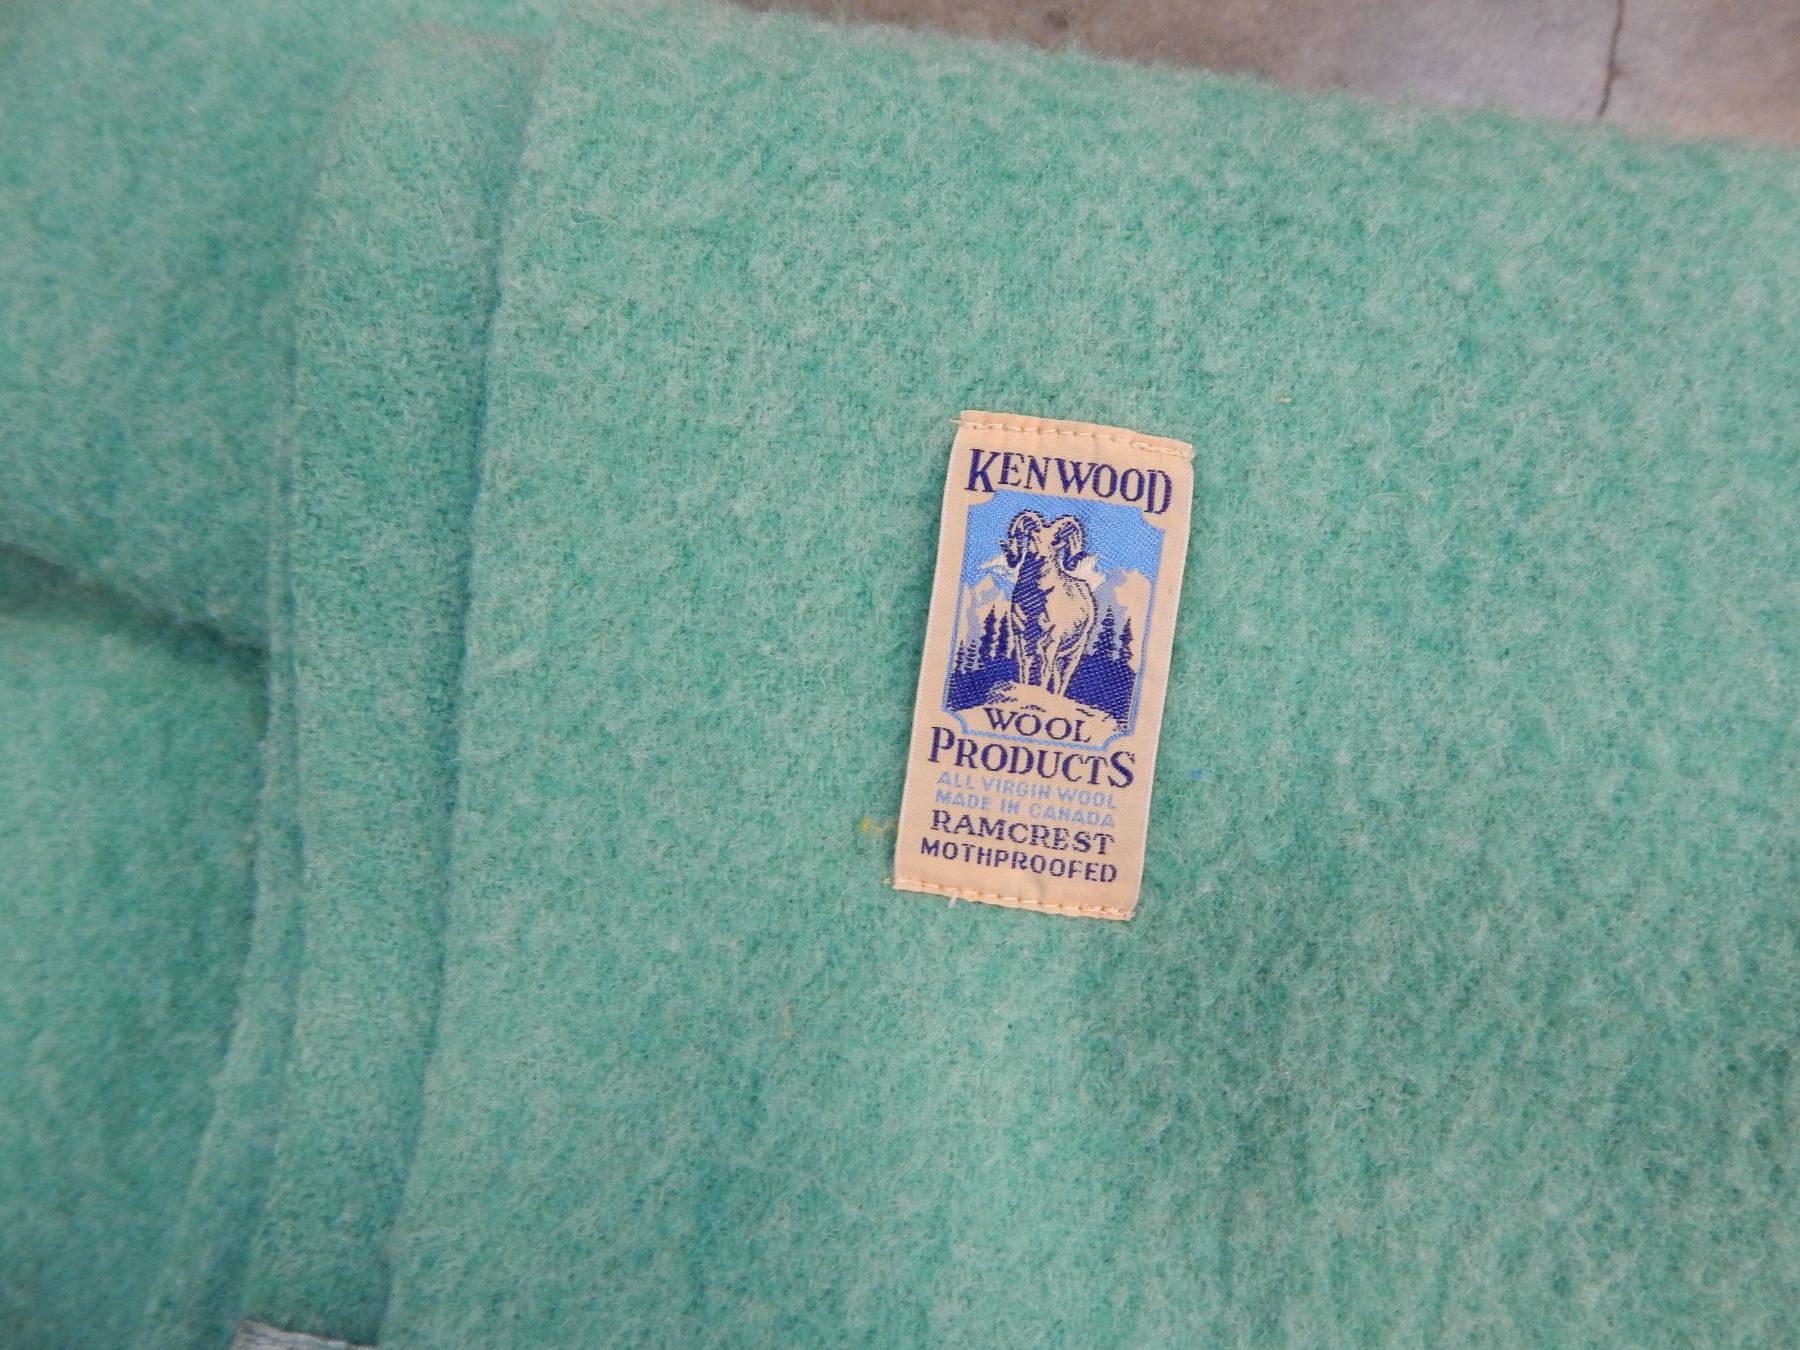 KENWOOD
WOOL
PRODUCTS
ALL VIRGIN WOOL
MADE IN CANADA
RAMCREST
MOTHPROOFED